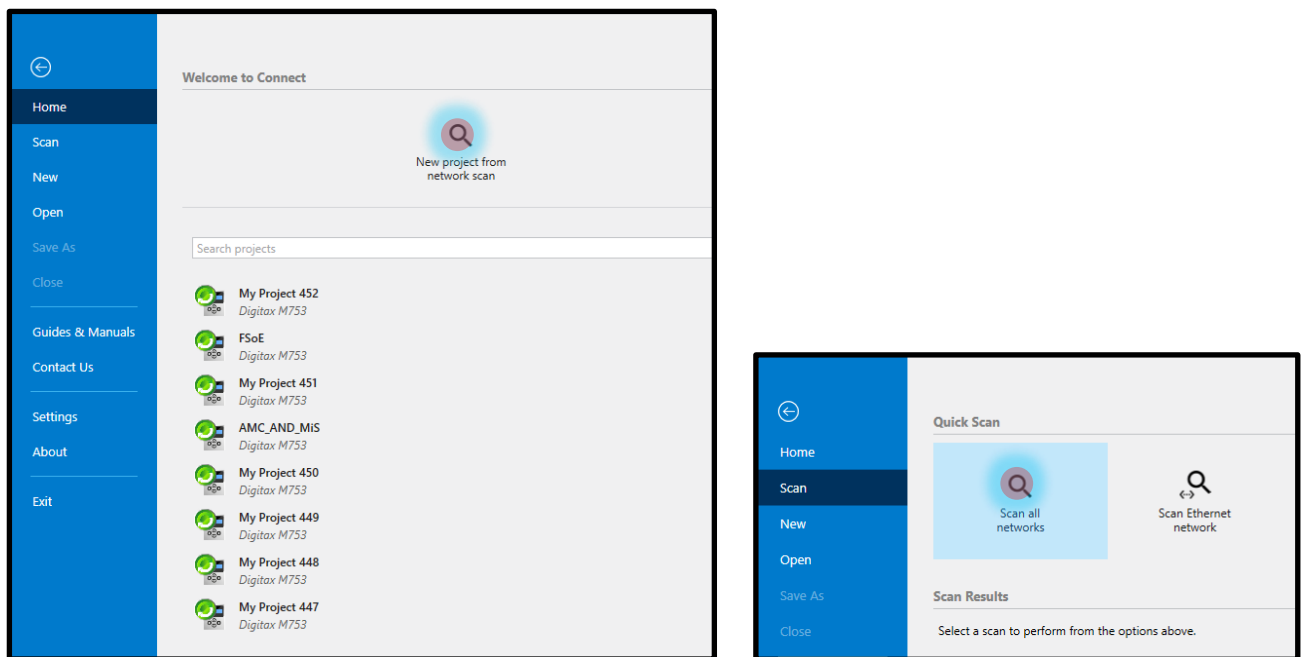 Home
Scan
New
Open
Save As
Close
Guides & Manuals
Contact Us
Settings
About
Exit
Welcome to Connect
New project from
network scan
Search projects
My Project 452
Digitax M753
FSoE
Digitax M753
My Project 451
Digitax M753
AMC_AND_MiS
Digitax M753
My Project 450
Digitax M753
My Project 449
Digitax M753
My Project 448
Digitax M753
My Project 447
Digitax M753
Home
Scan
New
Open
Save As
Close
Quick Scan
Scan all
networks
Scan Ethernet
network
Scan Results
Select a scan to perform from the options above.